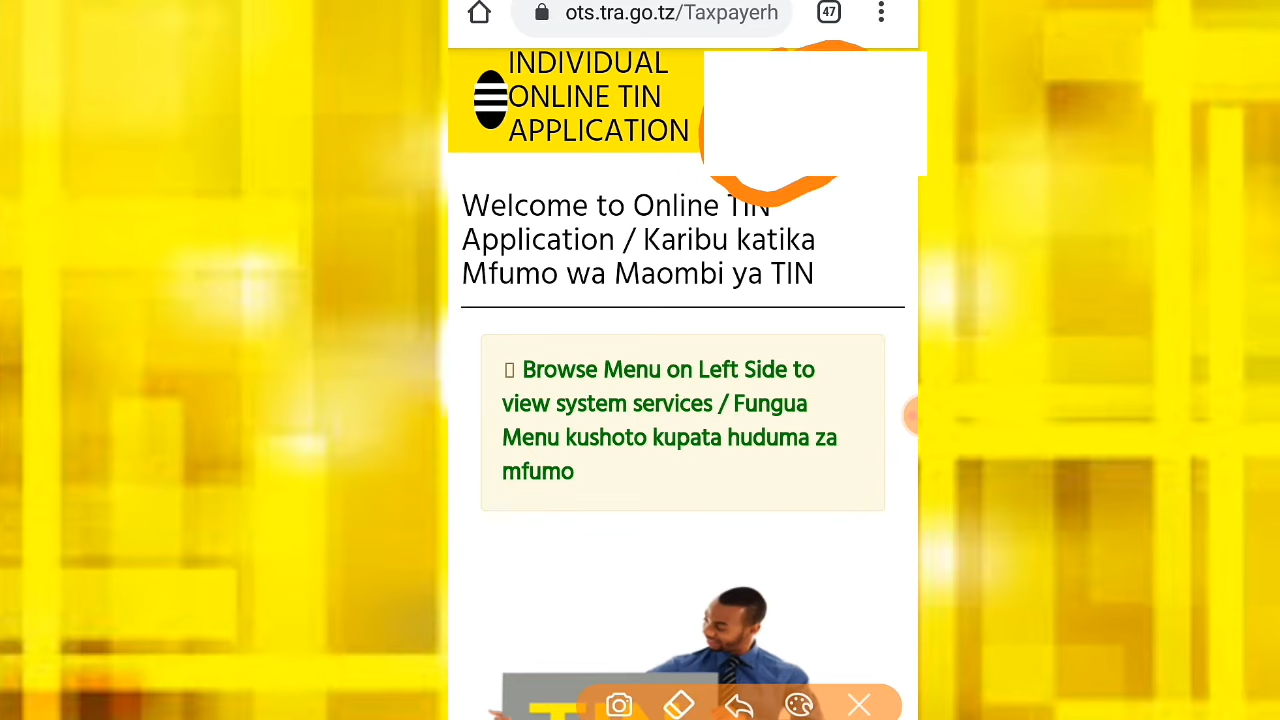 ots.tra.go.tz/Taxpayerh
47
INDIVIDUAL
ONLINE TIN
APPLICATION
Welcome to Online TIN
Application / Karibu katika
Mfumo wa Maombi ya TIN
Browse Menu on Left Side to
view system services / Fungua
Menu kushoto kupata huduma za
mfumo
TIN